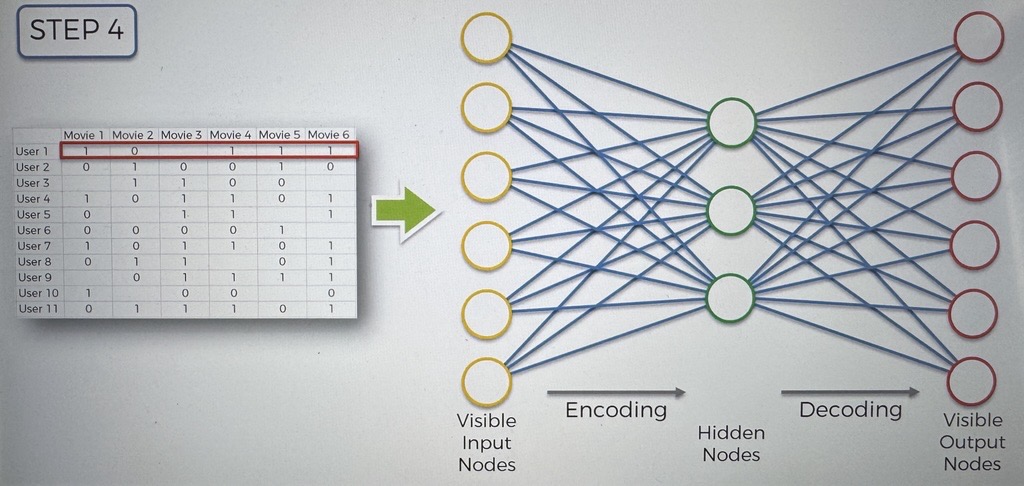 STEP 4
Movie 1 Movie 2 Movie 3 Movie 4 Movie 5 Movie 6
User 1 1 0 1 1 1
User 2 0 1 0 0 1 0
User 3 1 1 0 0
User 4 1 0 1 1 0 1
User 5 0 1 1 1
User 6 0 0 0 0 1
User 7 1 0 1 1 0 1
User 8 0 1 1 0 1
User 9 0 1 1 1 1
User 10 1 0 0 0
User 11 0 1 1 1 0 1
Encoding
Decoding
Visible
Input
Nodes
Hidden
Nodes
Visible
Output
Nodes